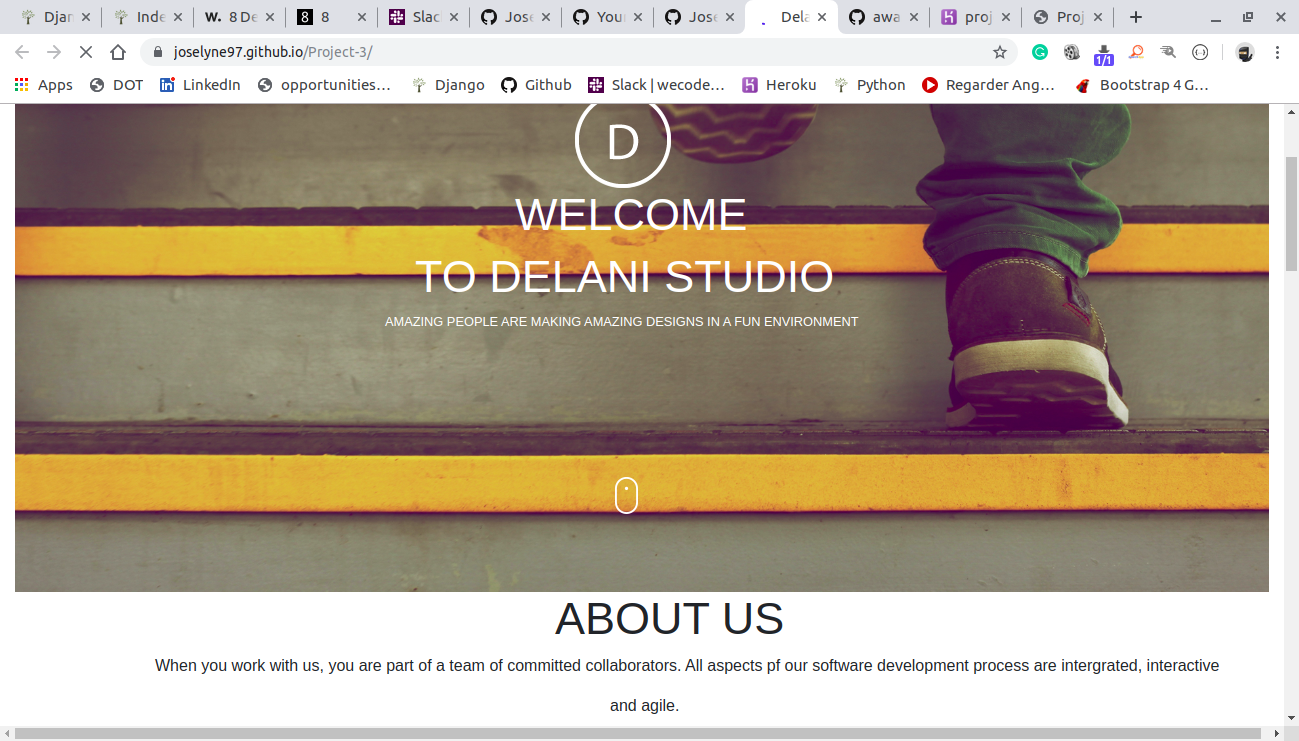 Djan
Inde
W. 8 De
8 8
Slac
Jose
Your
Jose
Dela
awa
proj
Proj
joselyne97.github.io/Project-3/
1/1
Apps
DOT
LinkedIn
opportunities…
Django
Github
Slack | wecode…
Heroku
Python
Regarder Ang…
Bootstrap 4 G…
D
WELCOME
TO DELANI STUDIO
AMAZING PEOPLE ARE MAKING AMAZING DESIGNS IN A FUN ENVIRONMENT
ABOUT US
When you work with us, you are part of a team of committed collaborators. All aspects pf our software development process are intergrated, interactive
and agile.